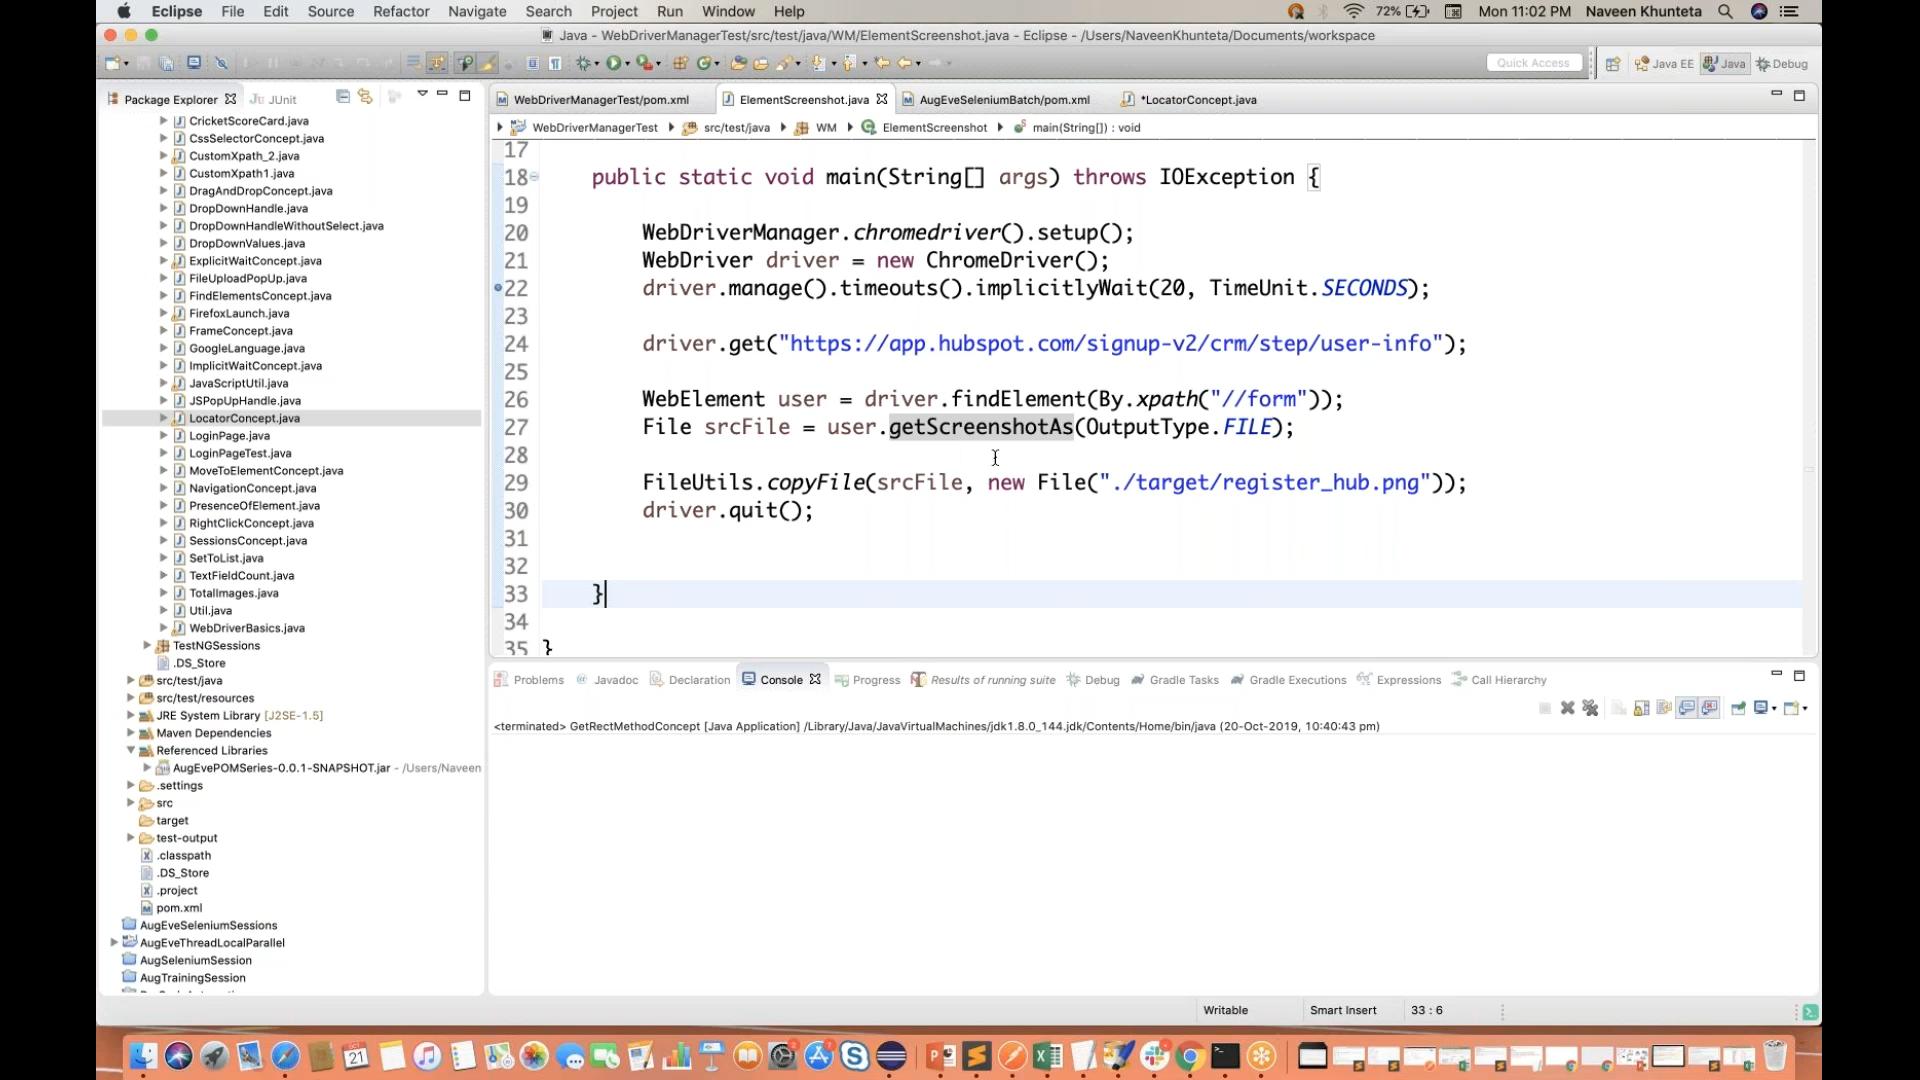 Eclipse File Edit Source Refactor Navigate Search Project Run Window Help 72% Mon 11:02 PM Naveen Khunteta
Java - WebDriverManagerTest/src/test/java/WM/ElementScreenshot.java - Eclipse - /Users/NaveenKhunteta/Documents/workspace
Quick Access Java EE Java Debug
Package Explorer JUnit
WebDriverManagerTest/pom.xml ElementScreenshot.java AugEveSeleniumBatch/pom.xml *LocatorConcept.java
WebDriverManagerTest src/test/java WM ElementScreenshot main(String[]) : void
CricketScoreCard.java
CssSelectorConcept.java
CustomXpath_2.java
CustomXpath1.java
DragAndDropConcept.java
DropDownHandle.java
DropDownHandleWithoutSelect.java
DropDownValues.java
ExplicitWaitConcept.java
FileUploadPopUp.java
FindElementsConcept.java
FirefoxLaunch.java
FrameConcept.java
GoogleLanguage.java
ImplicitWaitConcept.java
JavaScriptUtil.java
JSPopUpHandle.java
LocatorConcept.java
LoginPage.java
LoginPageTest.java
MoveToElementConcept.java
NavigationConcept.java
PresenceOfElement.java
RightClickConcept.java
SessionsConcept.java
SetToList.java
TextFieldCount.java
TotalImages.java
Util.java
WebDriverBasics.java
TestNGSessions
.DS_Store
src/test/java
src/test/resources
JRE System Library [J2SE-1.5]
Maven Dependencies
Referenced Libraries
AugEvePOMSeries-0.0.1-SNAPSHOT.jar - /Users/Naveen
.settings
src
target
test-output
.classpath
.DS_Store
.project
pom.xml
AugEveSeleniumSessions
AugEveThreadLocalParallel
AugSeleniumSession
AugTrainingSession
17
18 public static void main(String[] args) throws IOException {
19
20 WebDriverManager.chromedriver().setup();
21 WebDriver driver = new ChromeDriver();
22 driver.manage().timeouts().implicitlyWait(20, TimeUnit.SECONDS);
23
24 driver.get("https://app.hubspot.com/signup-v2/crm/step/user-info");
25
26 WebElement user = driver.findElement(By.xpath("//form"));
27 File srcFile = user.getScreenshotAs(OutputType.FILE);
28
29 FileUtils.copyFile(srcFile, new File("./target/register_hub.png"));
30 driver.quit();
31
32
33 }
34
35 }
Problems Javadoc Declaration Console Progress Results of running suite Debug Gradle Tasks Gradle Executions Expressions Call Hierarchy
<terminated> GetRectMethodConcept [Java Application] /Library/Java/JavaVirtualMachines/jdk1.8.0_144.jdk/Contents/Home/bin/java (20-Oct-2019, 10:40:43 pm)
Writable Smart Insert 33 : 6
21